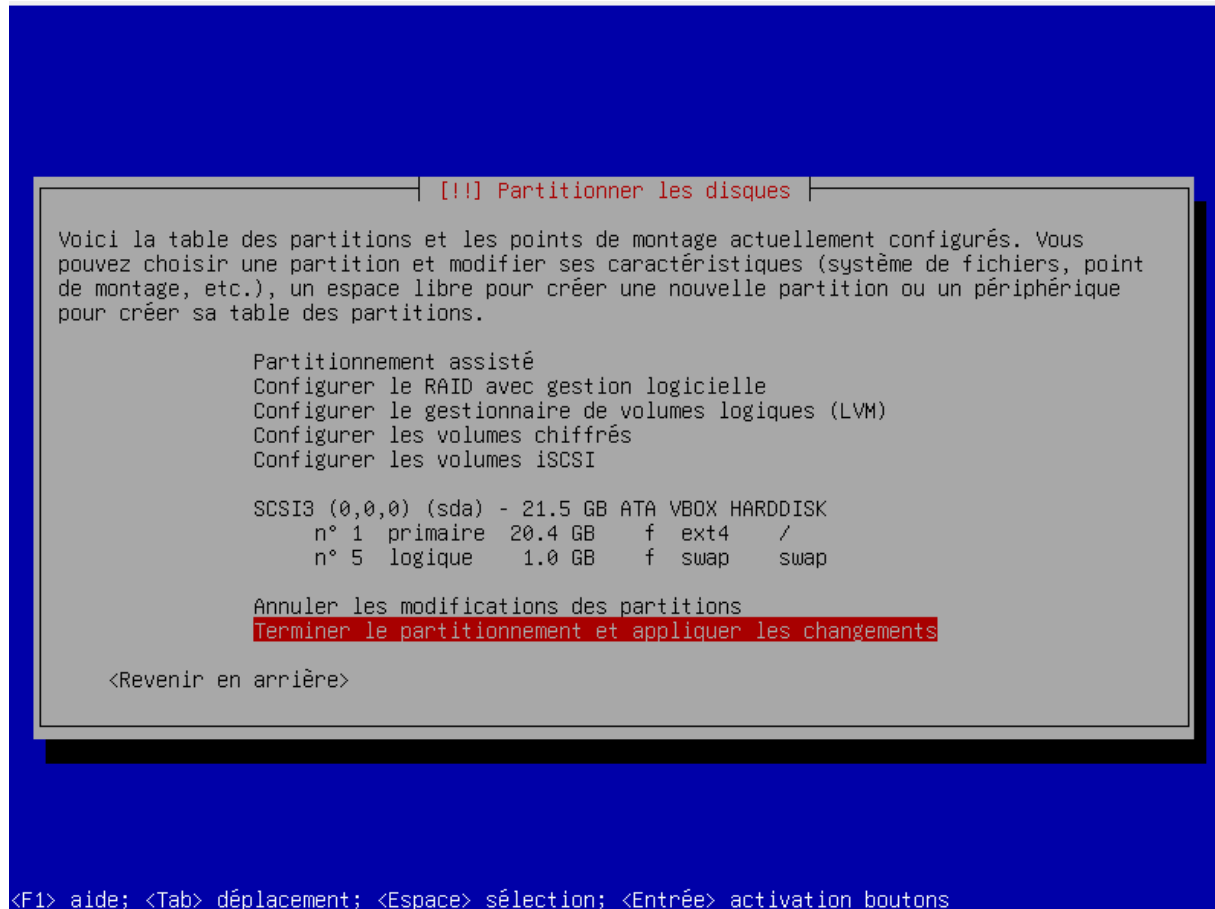 [!!] Partitionner les disques
Voici la table des partitions et les points de montage actuellement configurés. Vous
pouvez choisir une partition et modifier ses caractéristiques (système de fichiers, point
de montage, etc.), un espace libre pour créer une nouvelle partition ou un périphérique
pour créer sa table des partitions.
Partitionnement assisté
Configurer le RAID avec gestion logicielle
Configurer le gestionnaire de volumes logiques (LVM)
Configurer les volumes chiffrés
Configurer les volumes iSCSI
SCSI3 (0,0,0) (sda) - 21.5 GB ATA VBOX HARDDISK
n° 1 primaire 20.4 GB f ext4 /
n° 5 logique 1.0 GB f swap swap
Annuler les modifications des partitions
Terminer le partitionnement et appliquer les changements
<Revenir en arrière>
<F1> aide; <Tab> déplacement; <Espace> sélection; <Entrée> activation boutons